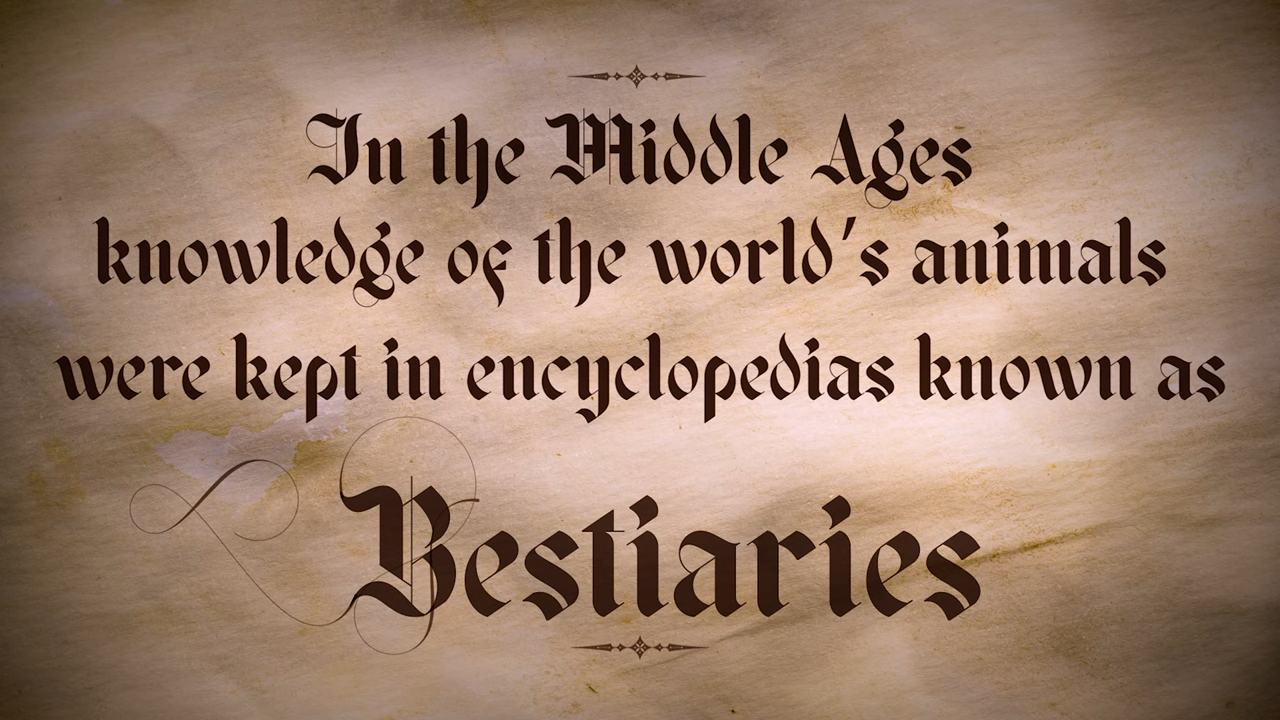 In the Middle Ages
knowledge of the world's animals
were kept in encyclopedias known as
Bestiaries